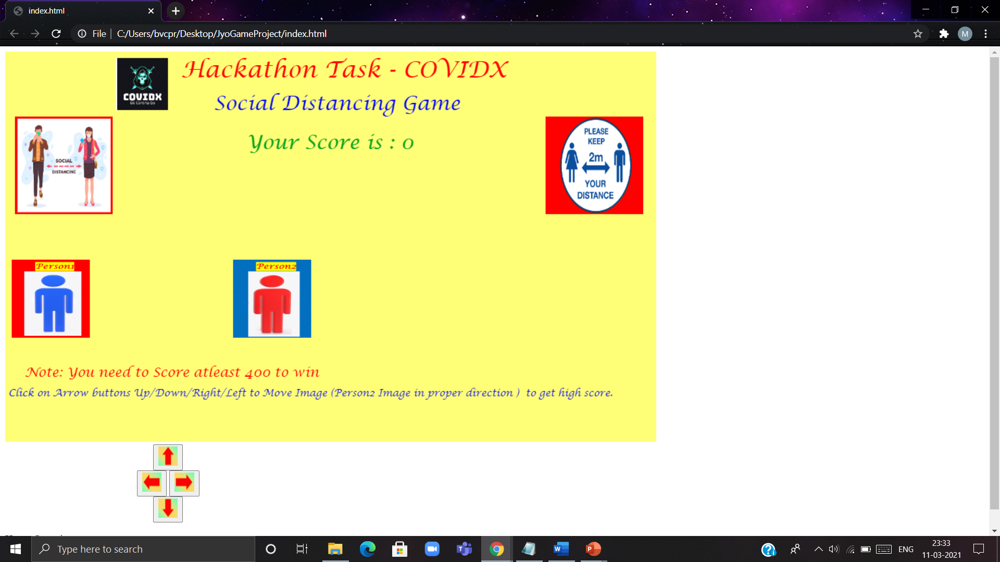 index.html
File
C:/Users/bvcpr/Desktop/JyoGameProject/index.html
M
Hackathon Task - COVIDX
COVIDX
Go Corona Go
Social Distancing Game
Your Score is : 0
SOCIAL
DISTANCING
PLEASE
KEEP
2m
YOUR
DISTANCE
Person1
Person2
Note: You need to Score atleast 400 to win
Click on Arrow buttons Up/Down/Right/Left to Move Image (Person2 Image in proper direction )  to get high score.
Type here to search
ENG
23:33
11-03-2021